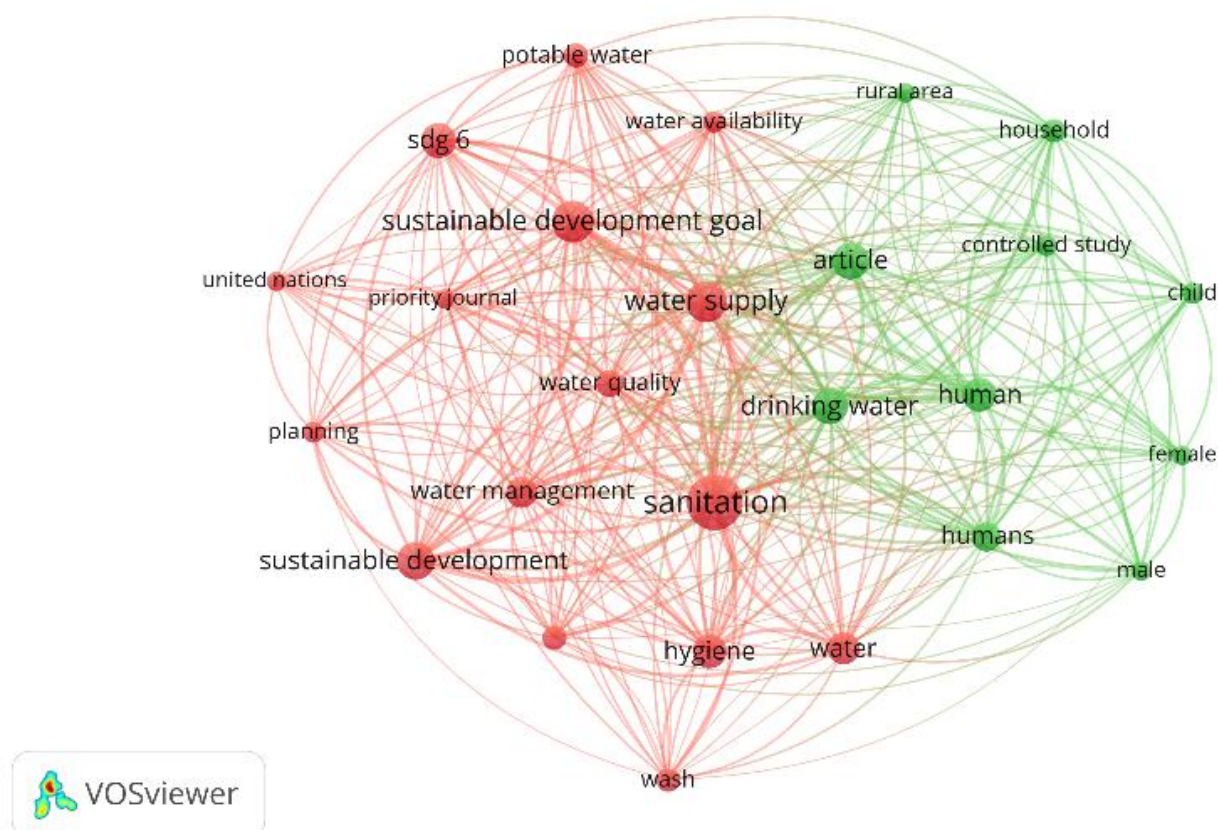 potable water
rural area
water availability
household
sdg 6
sustainable development goal
controlled study
article
united nations
priority journal
child
water supply
water quality
human
drinking water
planning
female
water management
sanitation
humans
sustainable development
male
hygiene
water
wash
VOSviewer